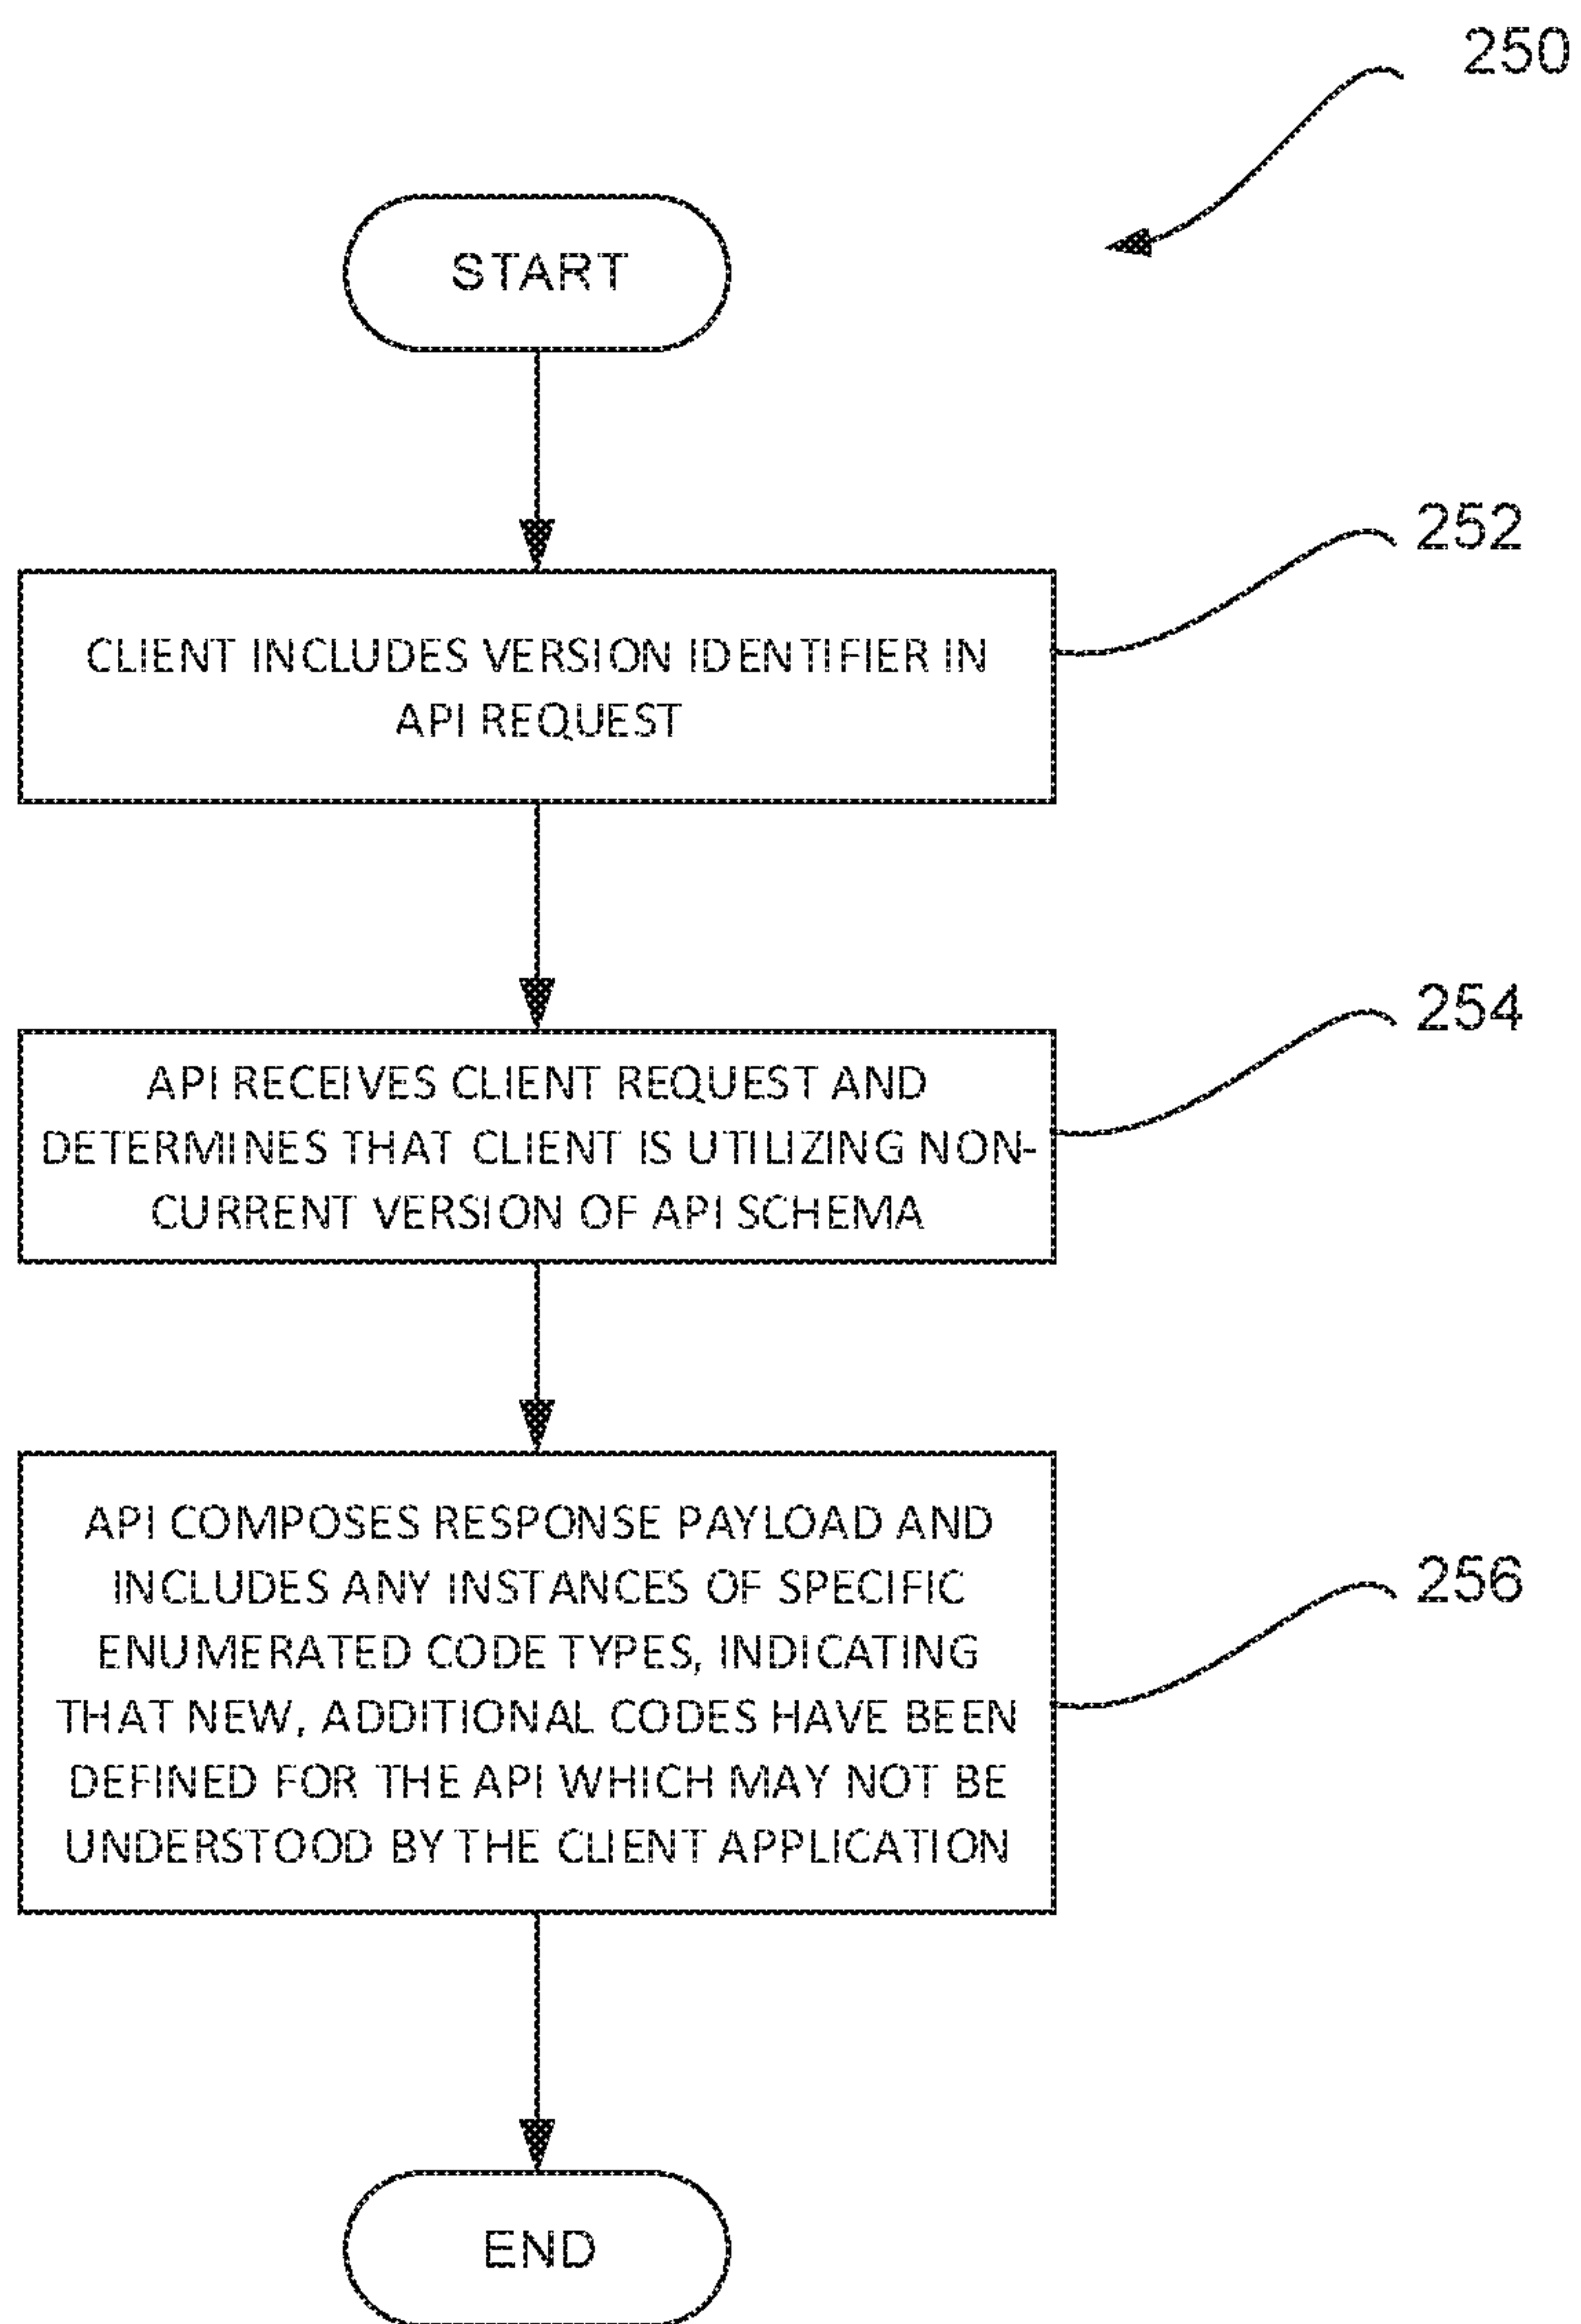 250
START
252
CLIENT INCLUDES VERSION IDENTIFIER IN
API REQUEST
254
API RECEIVES CLIENT REQUEST AND
DETERMINES THAT CLIENT IS UTILIZING NON-
CURRENT VERSION OF API SCHEMA
API COMPOSES RESPONSE PAYLOAD AND
INCLUDES ANY INSTANCES OF SPECIFIC
256
ENUMERATED CODE TYPES, INDICATING
THAT NEW, ADDITIONAL CODES HAVE BEEN
DEFINED FOR THE API WHICH MAY NOT BE
UNDERSTOOD BY THE CLIENT APPLICATION
END